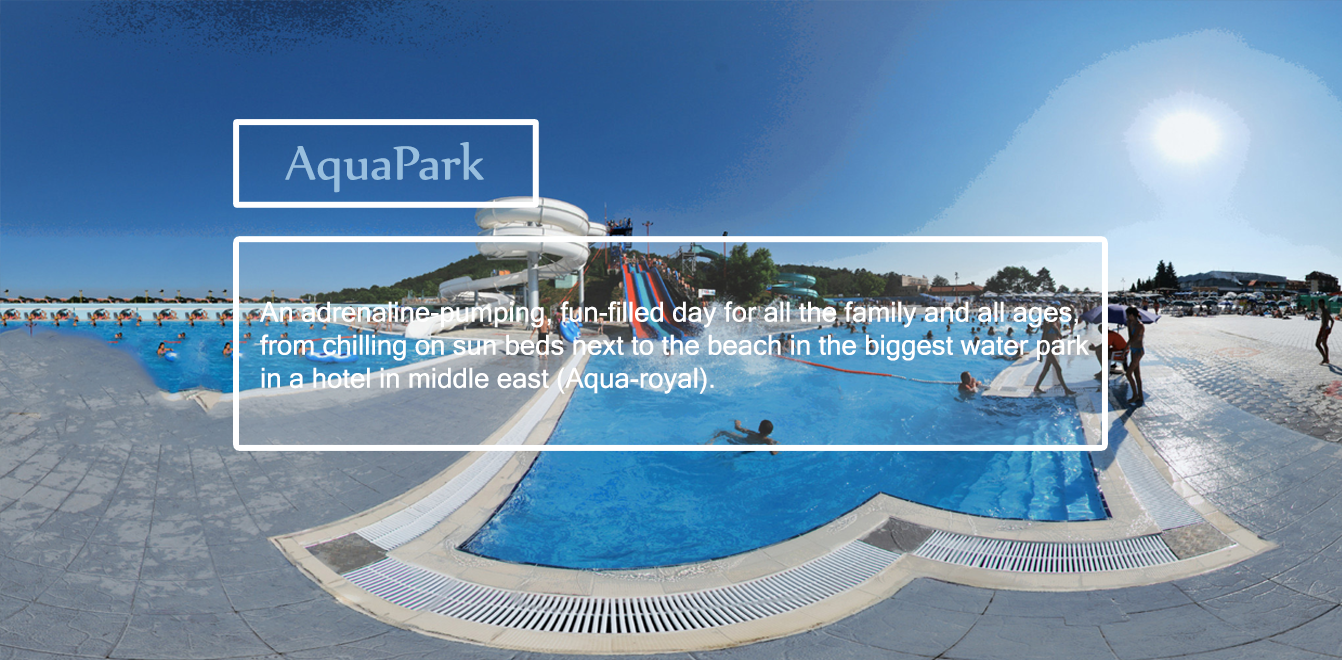 AquaPark
An adrenaline-pumping, fun-filled day for all the family and all ages,
from chilling on sun beds next to the beach in the biggest water park
in a hotel in middle east (Aqua-royal).